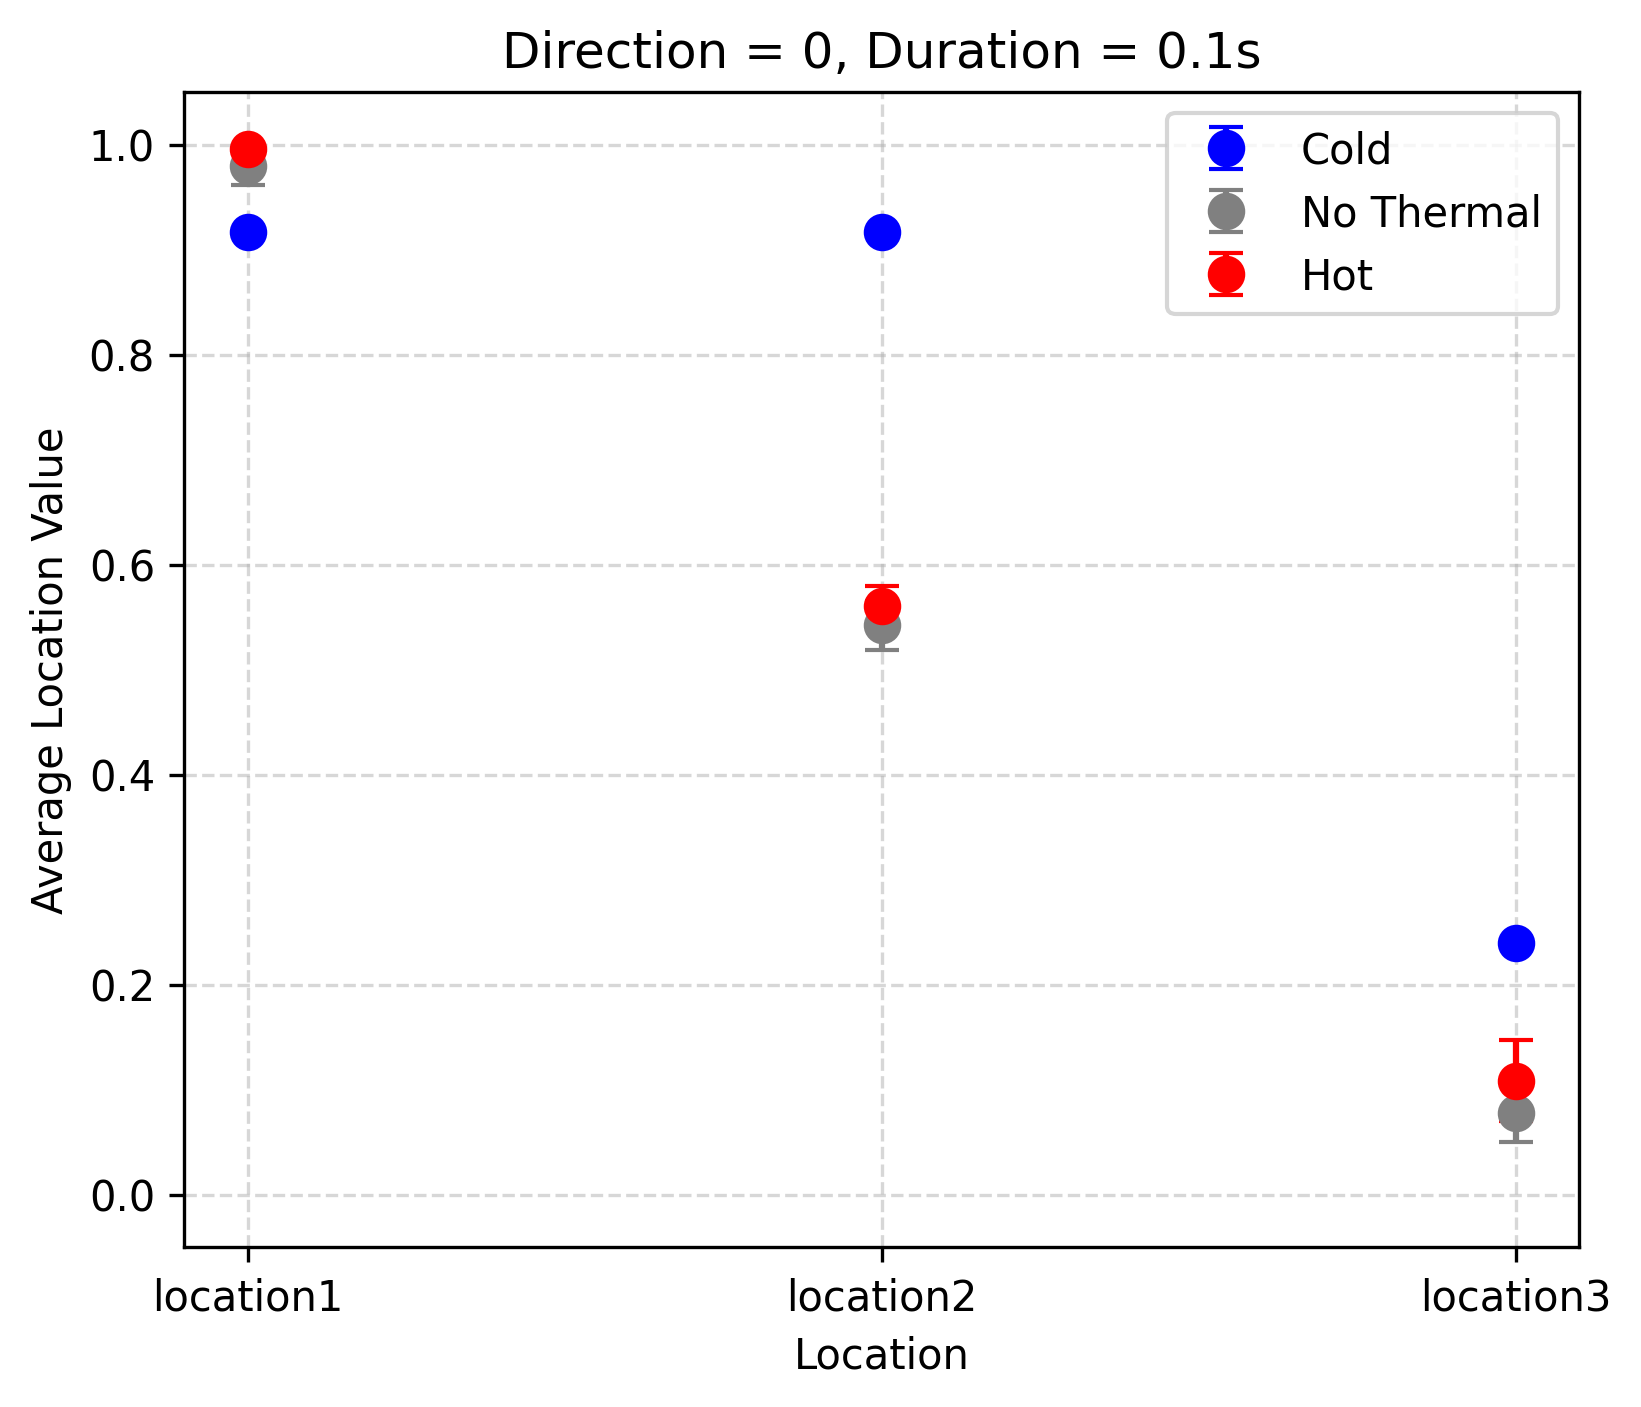 Direction = 0, Duration = 0.1s
1.0
0.8
0.6
0.4
0.2
0.0
Average Location Value
Cold
No Thermal
Hot
location1
location2
location3
Location